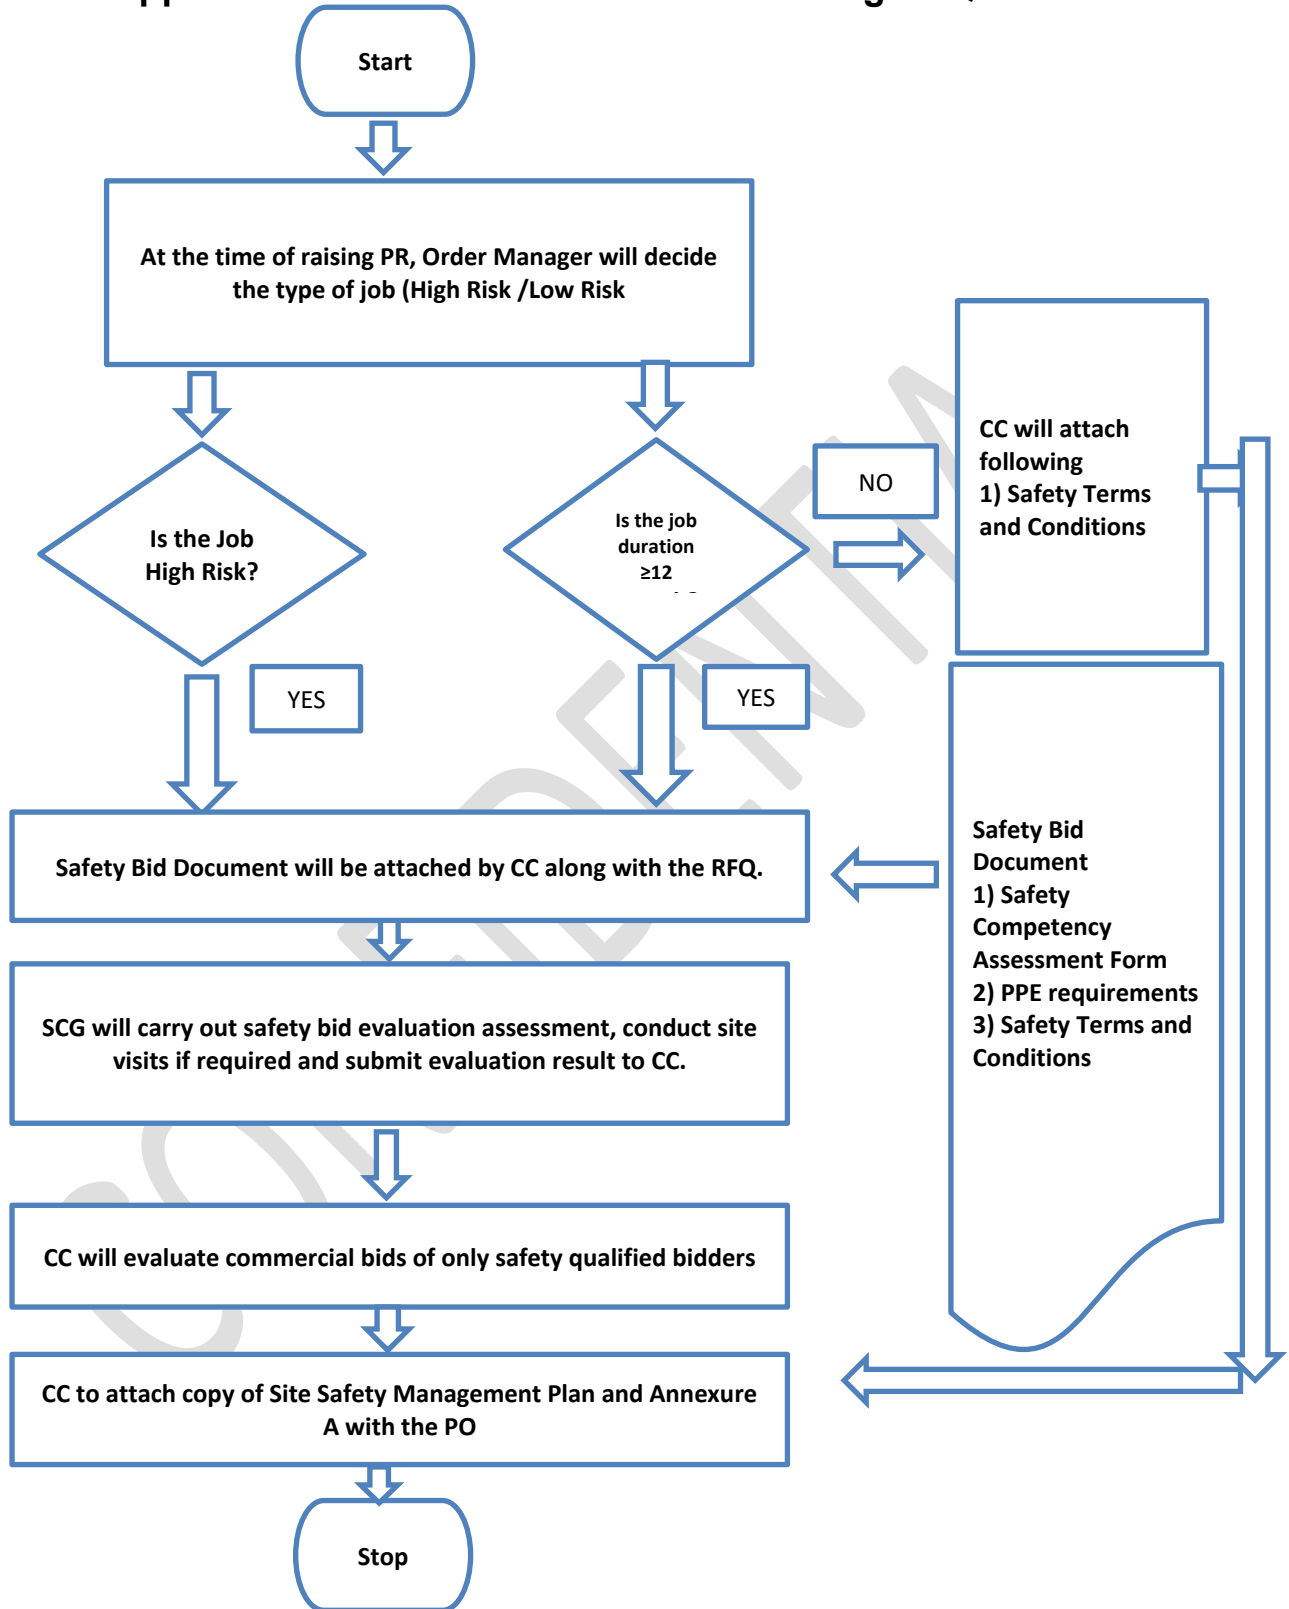 Start
At the time of raising PR, Order Manager will decide
the type of job (High Risk /Low Risk
CC will attach
following
1) Safety Terms
and Conditions
NO
Is the Job
High Risk?
Is the job
duration
≥12
YES
YES
Safety Bid Document will be attached by CC along with the RFQ.
Safety Bid
Document
1) Safety
Competency
Assessment Form
2) PPE requirements
3) Safety Terms and
Conditions
SCG will carry out safety bid evaluation assessment, conduct site
visits if required and submit evaluation result to CC.
CC will evaluate commercial bids of only safety qualified bidders
CC to attach copy of Site Safety Management Plan and Annexure
A with the PO
Stop